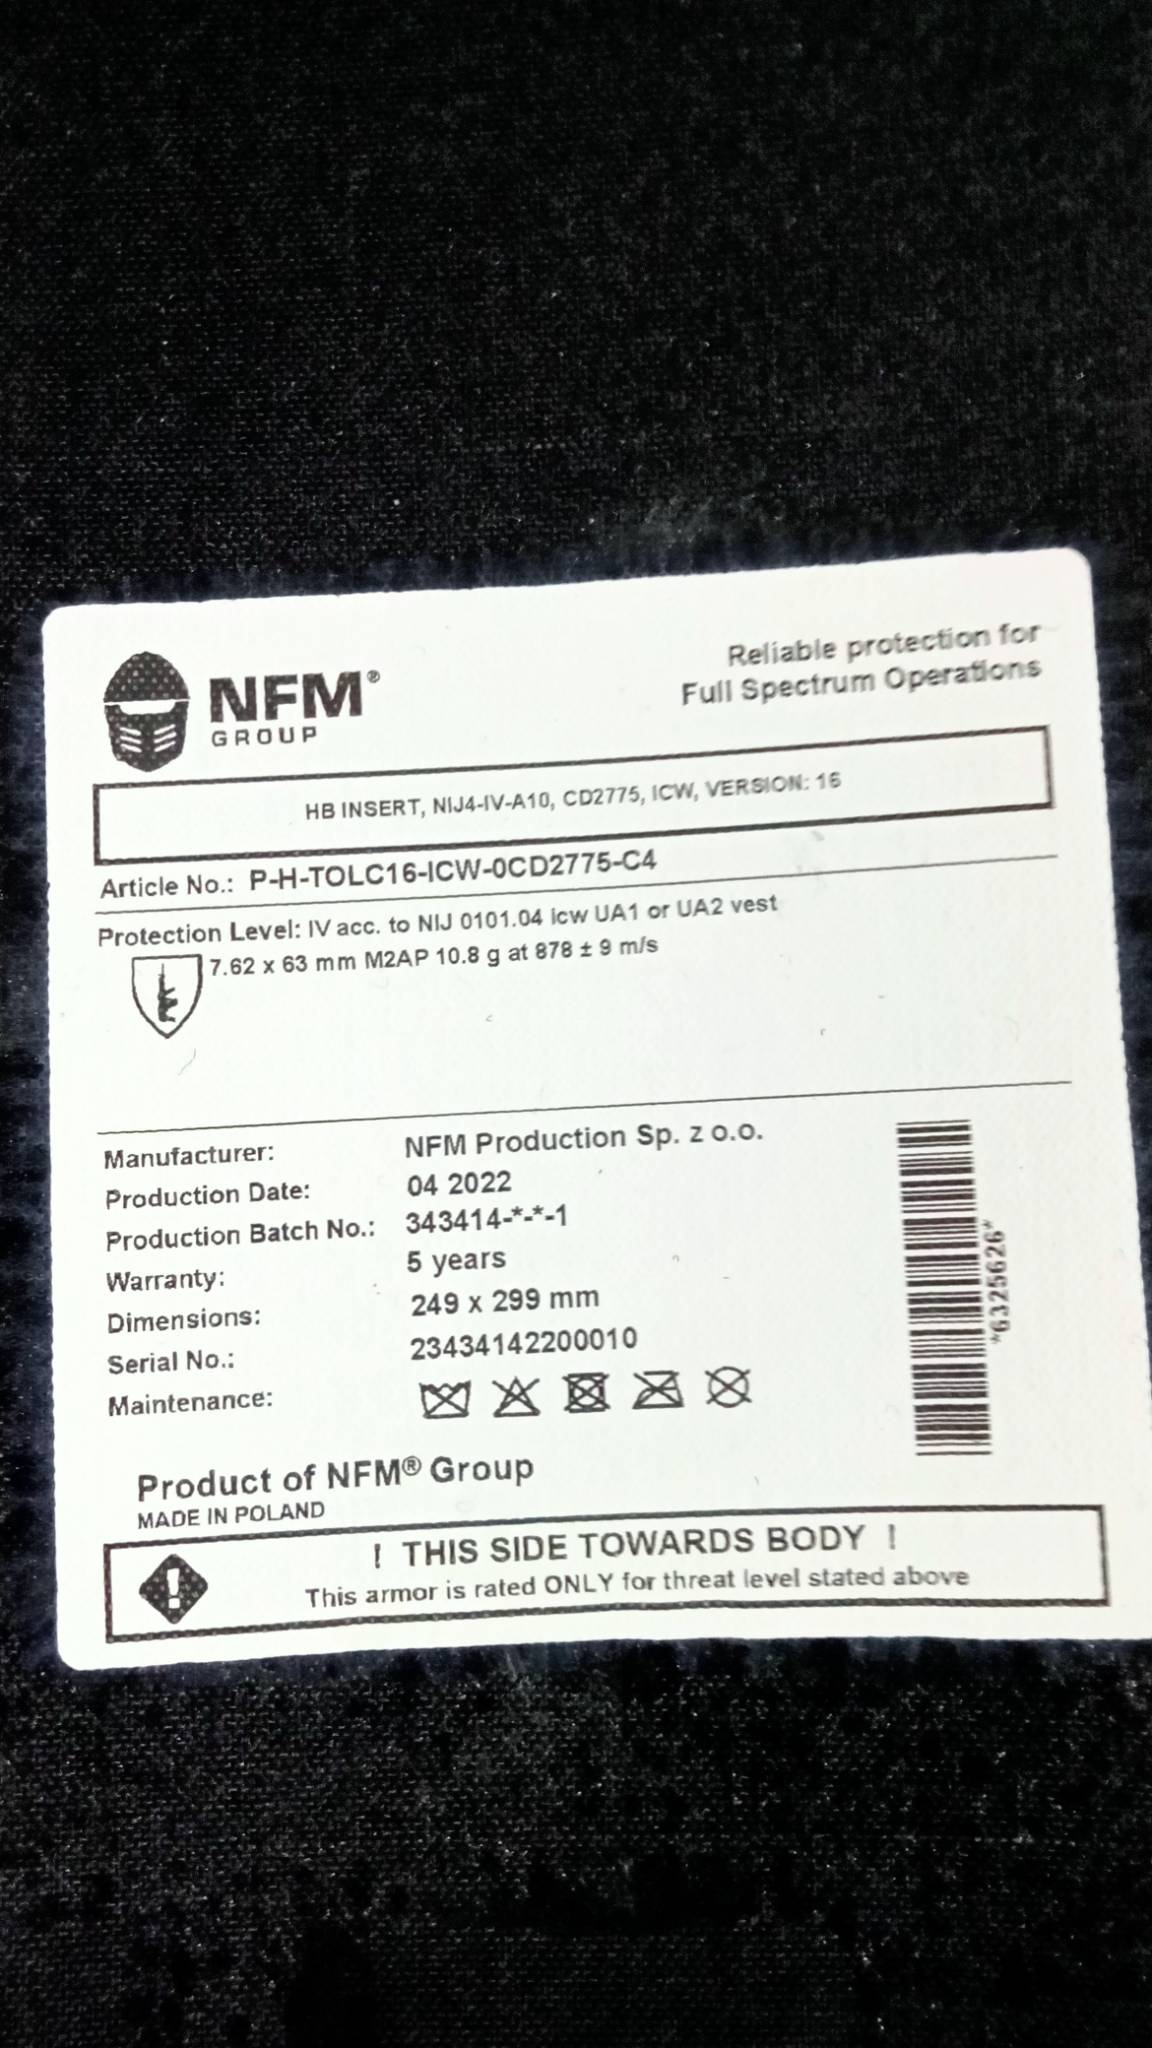 NFM®
GROUP
Reliable protection for
Full Spectrum Operations
HB INSERT, NIJ4-IV-A10, CD2775, ICW, VERSION: 16
Article No.: P-H-TOLC16-ICW-0CD2775-C4
Protection Level: IV acc. to NIJ 0101.04 icw UA1 or UA2 vest
7.62 x 63 mm M2AP 10.8 g at 878 ± 9 m/s
Manufacturer: NFM Production Sp. z o.o.
Production Date: 04 2022
Production Batch No.: 343414-*-*-1
Warranty: 5 years
Dimensions: 249 x 299 mm
Serial No.: 23434142200010
Maintenance:
*6325626*
Product of NFM® Group
MADE IN POLAND
! THIS SIDE TOWARDS BODY !
This armor is rated ONLY for threat level stated above